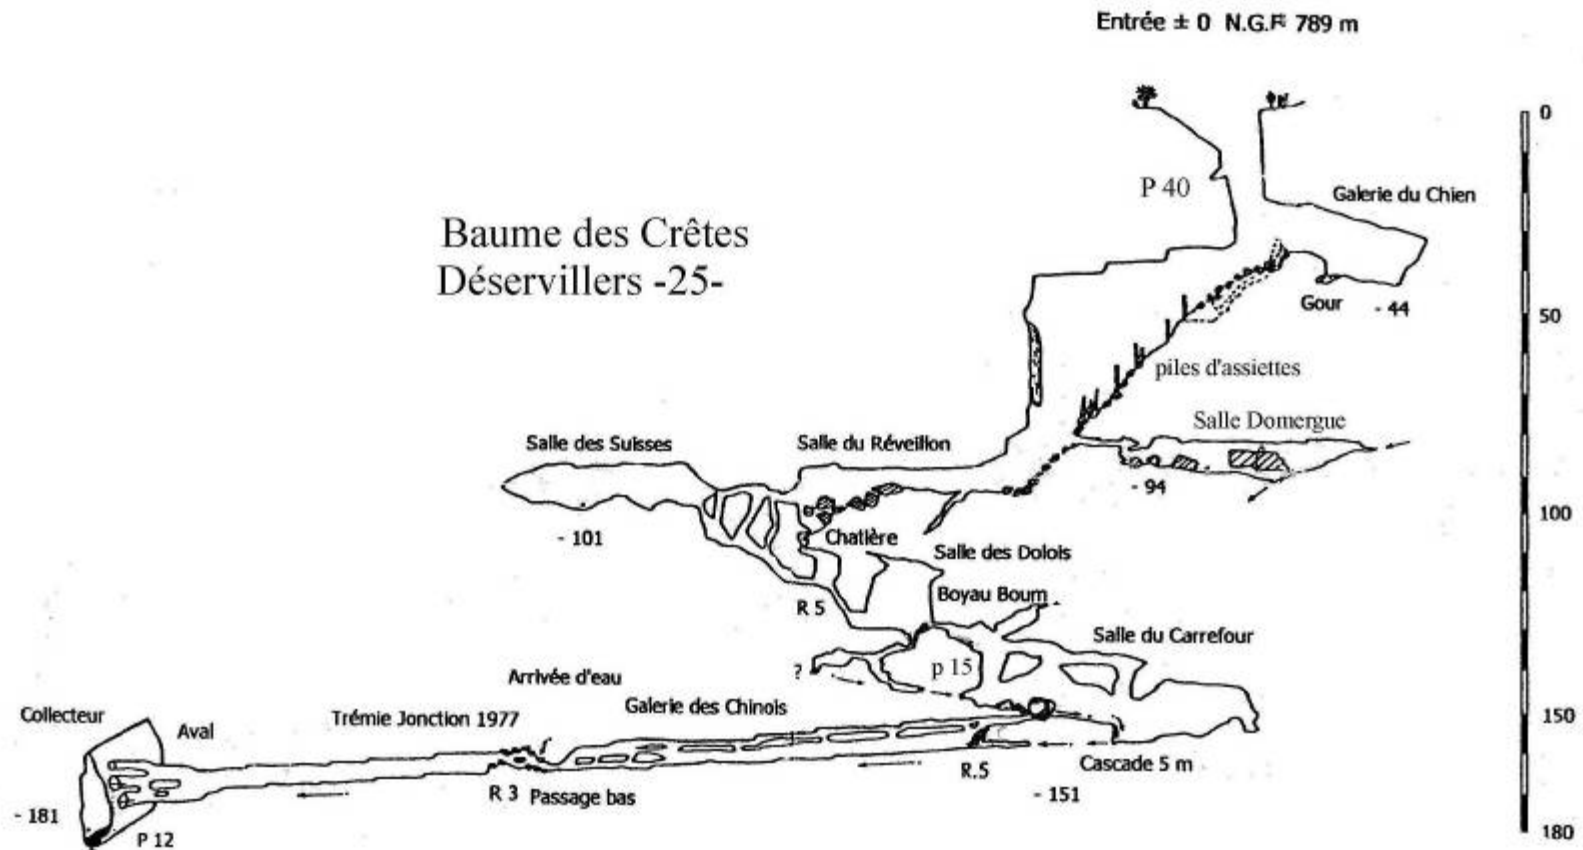 Entrée ± 0 N.G.F 789 m
0
P 40
Galerie du Chien
Baume des Crêtes
Déservillers -25-
Gour - 44
50
piles d'assiettes
Salle Domergue
Salle des Suisses
Salle du Réveillon
- 94
100
- 101
Chatière
Salle des Dolois
Boyau Boum
R 5
Salle du Carrefour
?
p 15
Arrivée d'eau
Galerie des Chinois
Collecteur
Aval
Trémie Jonction 1977
150
Cascade 5 m
R.5
- 151
R 3 Passage bas
- 181
P 12
180